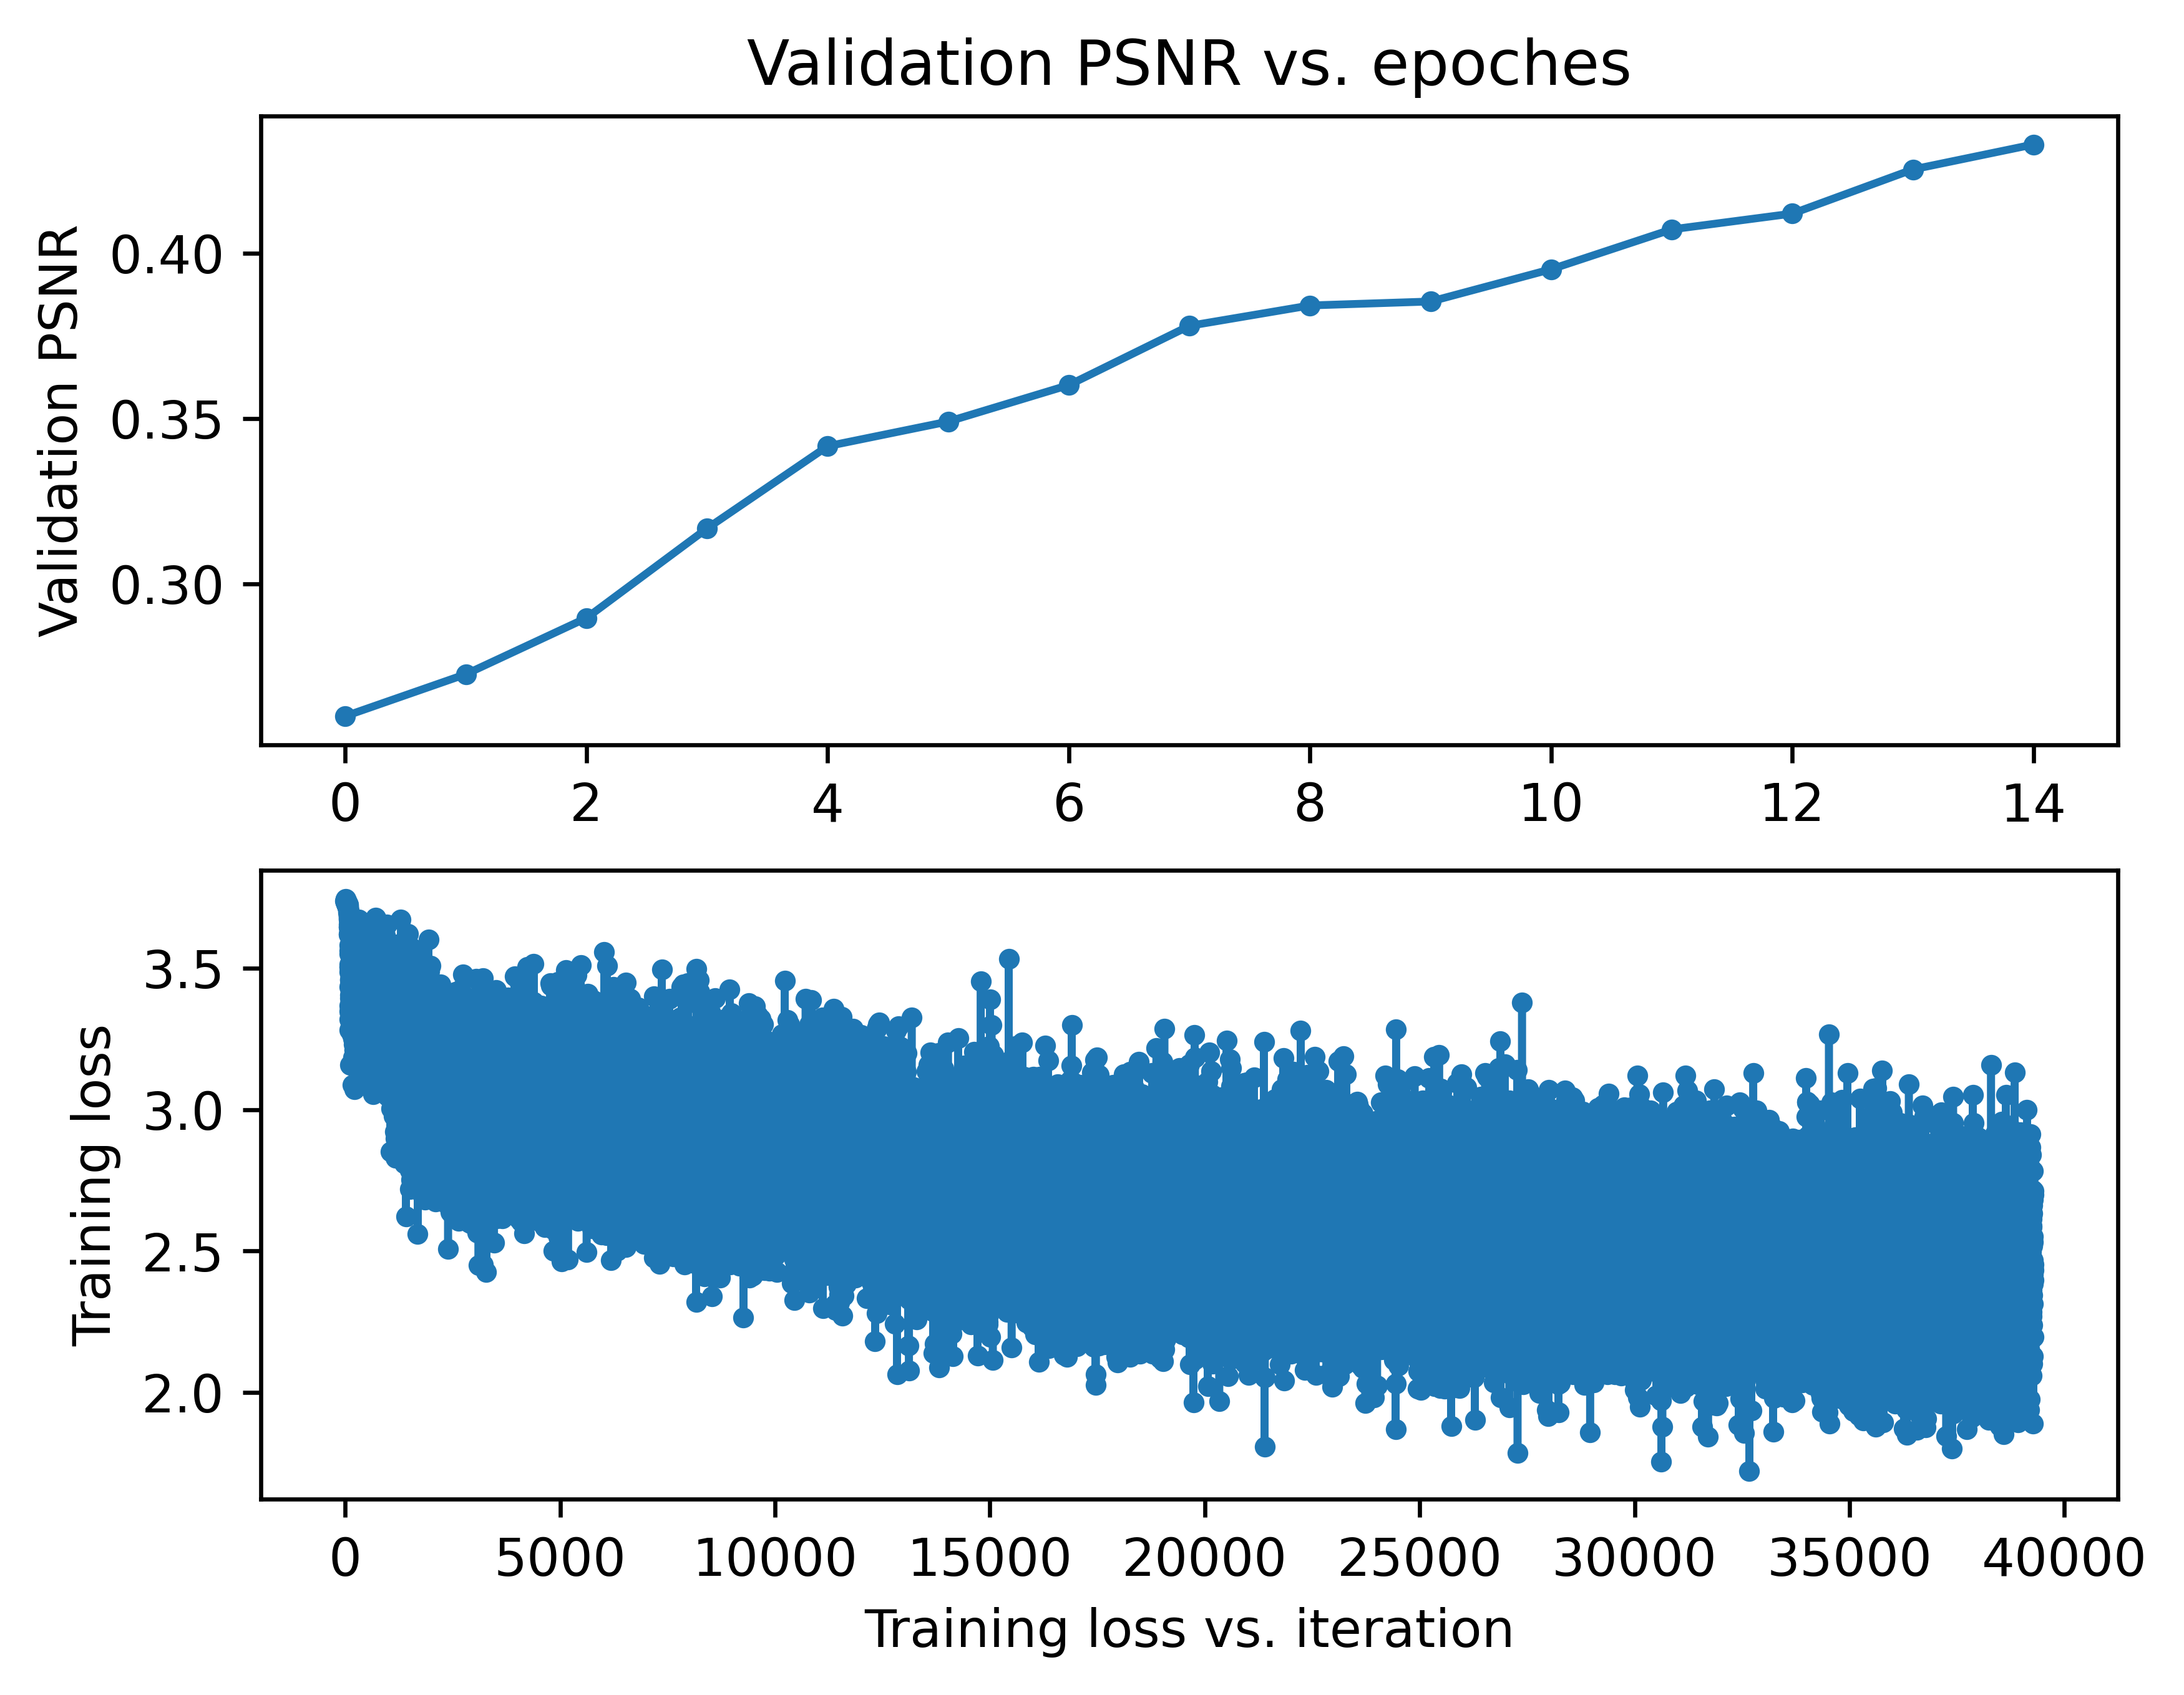 Validation PSNR vs. epoches
Validation PSNR
0.40
0.35
0.30
0 2 4 6 8 10 12 14
Training loss
3.5
3.0
2.5
2.0
0 5000 10000 15000 20000 25000 30000 35000 40000
Training loss vs. iteration